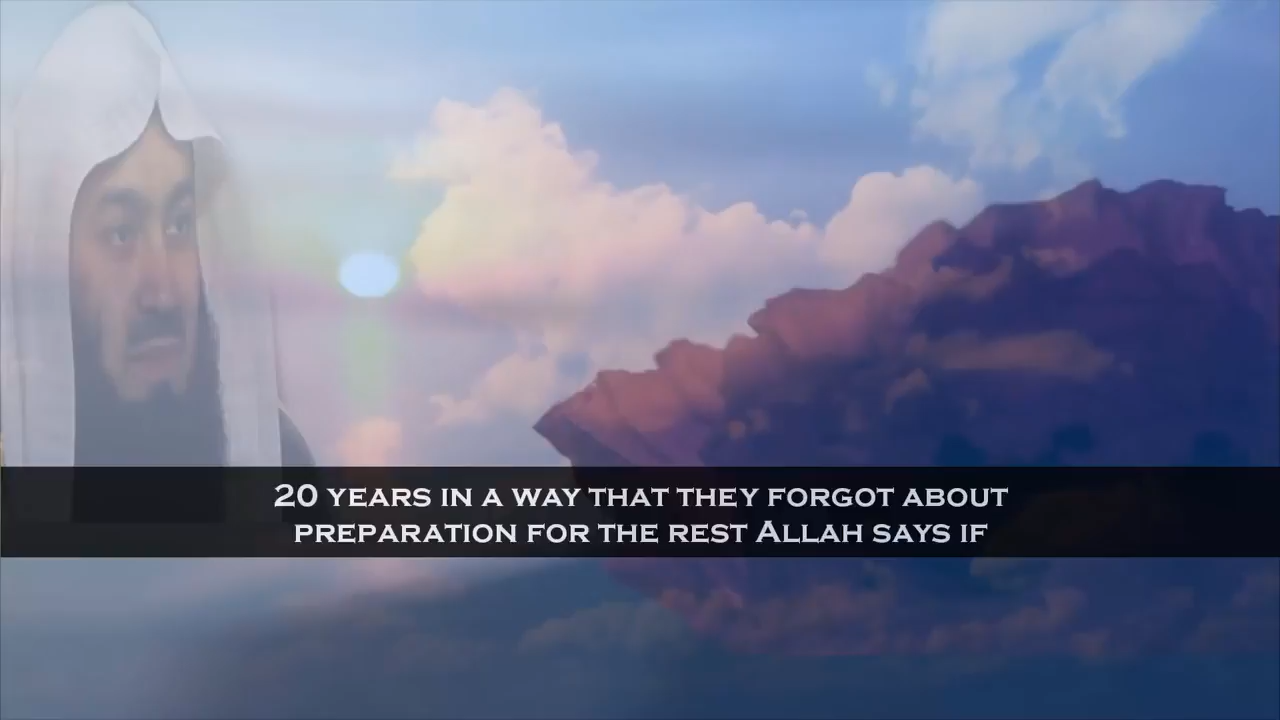 20 YEARS IN A WAY THAT THEY FORGOT ABOUT
PREPARATION FOR THE REST ALLAH SAYS IF